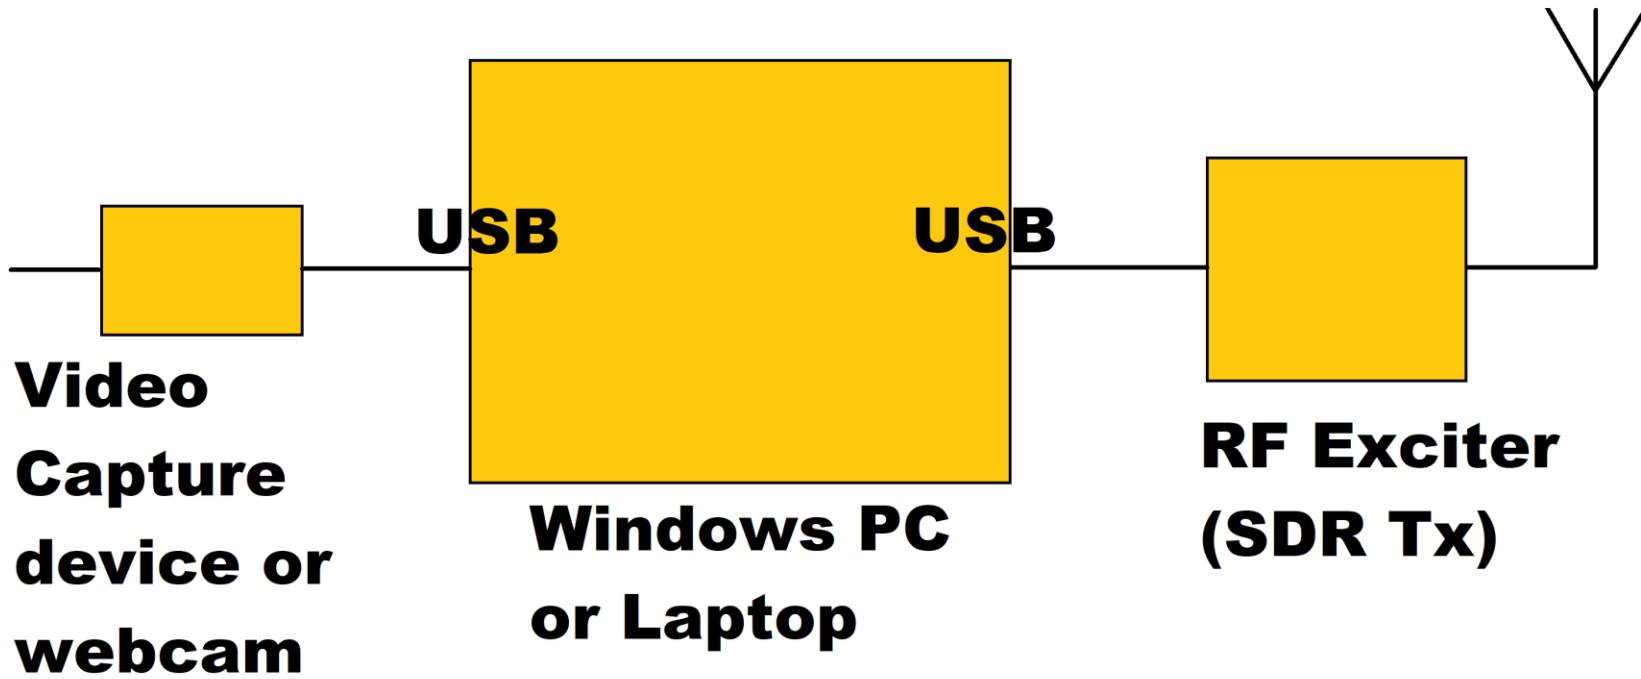 USB
USB
Video
Capture
device or
webcam
Windows PC
or Laptop
RF Exciter
(SDR Tx)